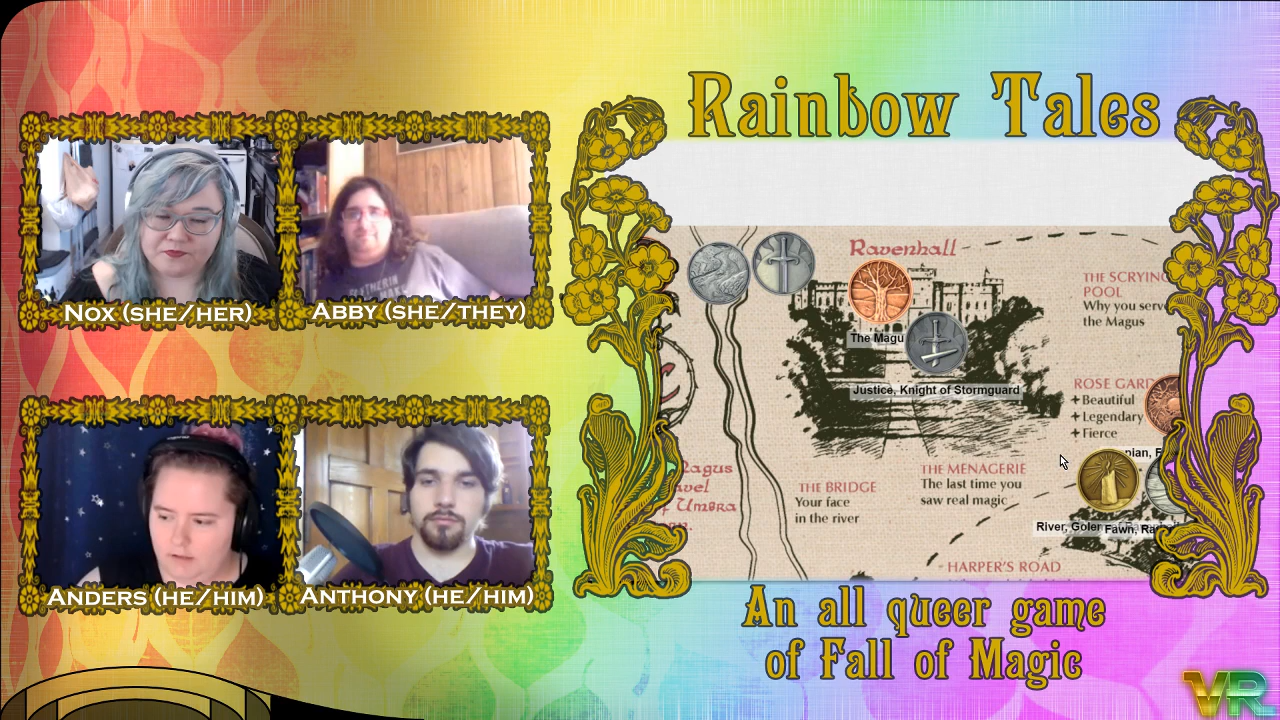 Rainbow Tales
NOX (SHE/HER)
ABBY (SHE/THEY)
ANDERS (HE/HIM)
ANTHONY (HE/HIM)
Ravenhall
The Magu
Justice, Knight of Stormguard
THE SCRYING
POOL
Why you serve
the Magus
ROSE GARD
Beautiful
Legendary
Fierce
THE MENAGERIE
The last time you
saw real magic
THE BRIDGE
Your face
in the river
Umbra
River, Golem
Fawn, Ra
HARPER'S ROAD
An all queer game
of Fall of Magic
VR